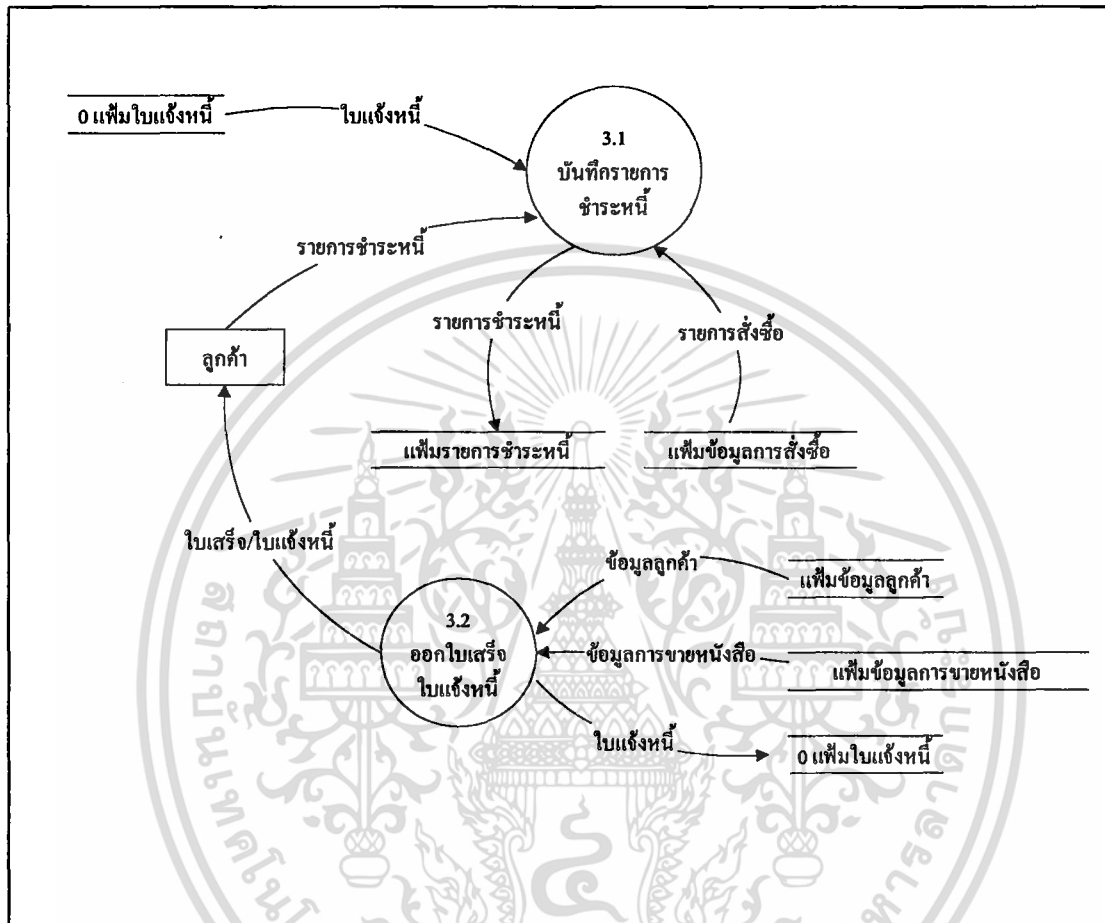 0 แฟ้มใบแจ้งหนี้
ใบแจ้งหนี้
3.1
บันทึกรายการ
ชำระหนี้
รายการชำระหนี้
รายการชำระหนี้
รายการสั่งซื้อ
ลูกค้า
แฟ้มรายการชำระหนี้
แฟ้มข้อมูลการสั่งซื้อ
ใบเสร็จ/ใบแจ้งหนี้
ข้อมูลลูกค้า
แฟ้มข้อมูลลูกค้า
3.2
ออกใบเสร็จ
ใบแจ้งหนี้
ข้อมูลการขายหนังสือ
แฟ้มข้อมูลการขายหนังสือ
ใบแจ้งหนี้
0 แฟ้มใบแจ้งหนี้